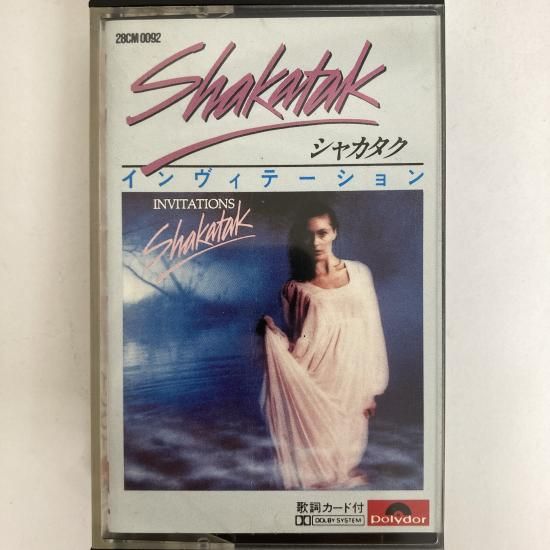 28CM 0092
Shakatak
シャカタク
インヴィテーション
INVITATIONS
Shakatak
歌詞カード付
DOLBY SYSTEM
Polydor